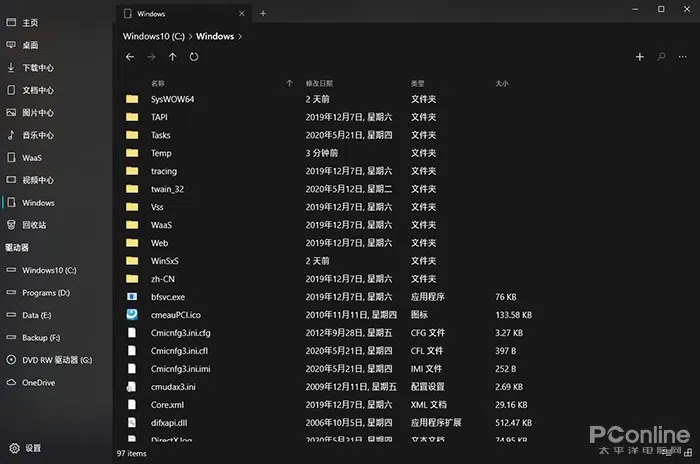 Windows
Windows10 (C:) > Windows >
名称 修改日期 类型 大小
主页
桌面
下载中心
文档中心
图片中心
音乐中心
WaaS
视频中心
Windows
回收站
驱动器
Windows10 (C:)
Programs (D:)
Data (E:)
Backup (F:)
DVD RW 驱动器 (G:)
OneDrive
设置
SysWOW64 2 天前 文件夹
TAPI 2019年12月7日, 星期六 文件夹
Tasks 2020年5月21日, 星期四 文件夹
Temp 3 分钟前 文件夹
tracing 2019年12月7日, 星期六 文件夹
twain_32 2020年5月12日, 星期二 文件夹
Vss 2019年12月7日, 星期六 文件夹
WaaS 2019年12月7日, 星期六 文件夹
Web 2019年12月7日, 星期六 文件夹
WinSxS 2 天前 文件夹
zh-CN 2019年12月7日, 星期六 文件夹
bfsvc.exe 2019年12月7日, 星期六 应用程序 76 KB
cmeauPCI.ico 2010年11月11日, 星期四 图标 133.58 KB
Cmicnfg3.ini.cfg 2012年9月28日, 星期五 CFG 文件 3.27 KB
Cmicnfg3.ini.cfl 2020年5月21日, 星期四 CFL 文件 397 B
Cmicnfg3.ini.imi 2020年5月21日, 星期四 IMI 文件 252 B
cmudax3.ini 2009年12月11日, 星期五 配置设置 2.69 KB
Core.xml 2019年12月7日, 星期六 XML 文档 29.16 KB
difxapi.dll 2006年10月5日, 星期四 应用程序扩展 512.47 KB
DirectX.log 2020年5月21日, 星期四 文本文档 74.95 KB
97 items
PConline
太平洋电脑网